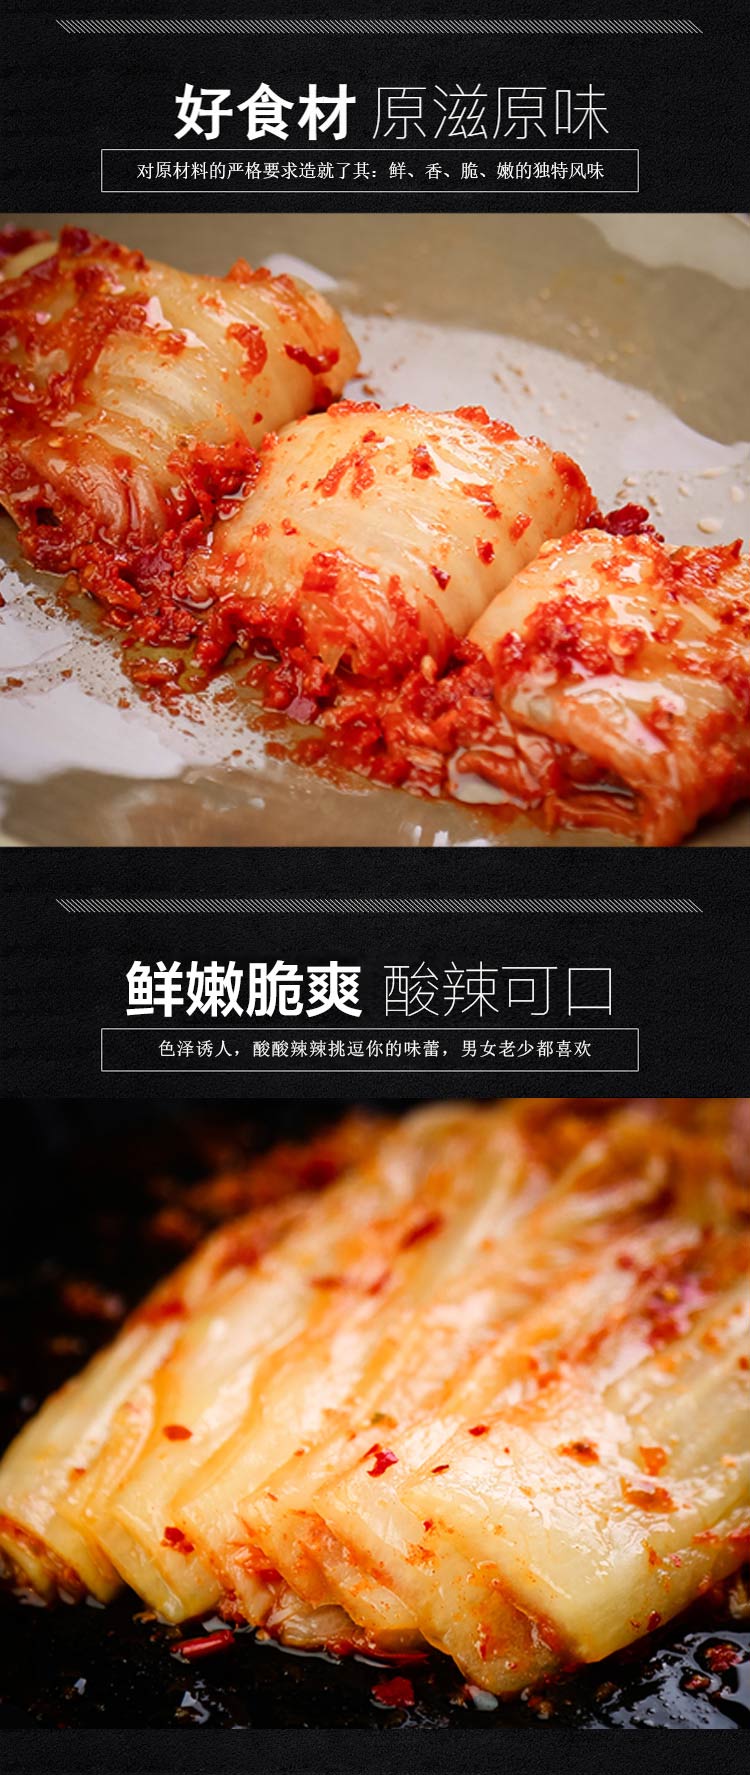 好食材 原滋原味
对原材料的严格要求造就了其：鲜、香、脆、嫩的独特风味
鲜嫩脆爽 酸辣可口
色泽诱人，酸酸辣辣挑逗你的味蕾，男女老少都喜欢